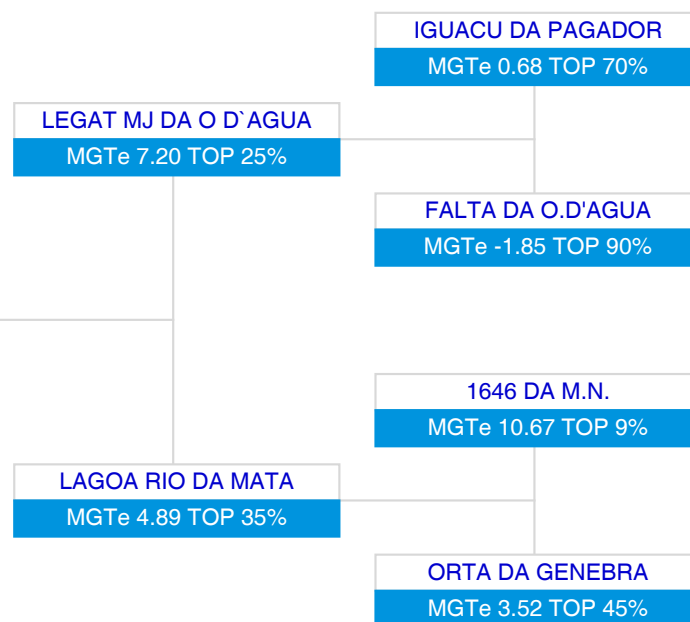 IGUACU DA PAGADOR
MGTe 0.68 TOP 70%
LEGAT MJ DA O D`AGUA
MGTe 7.20 TOP 25%
FALTA DA O.D'AGUA
MGTe -1.85 TOP 90%
1646 DA M.N.
MGTe 10.67 TOP 9%
LAGOA RIO DA MATA
MGTe 4.89 TOP 35%
ORTA DA GENEBRA
MGTe 3.52 TOP 45%